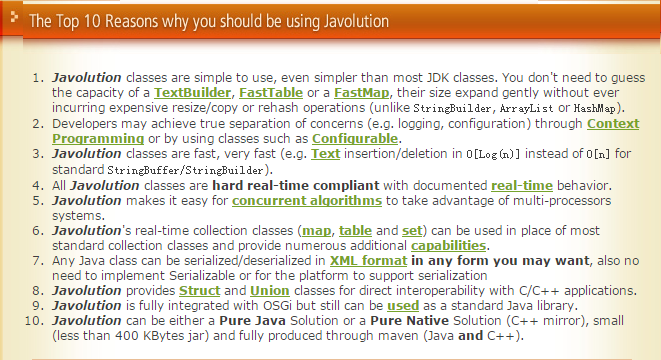 The Top 10 Reasons why you should be using Javolution
1. Javolution classes are simple to use, even simpler than most JDK classes. You don't need to guess
the capacity of a TextBuilder, FastTable or a FastMap, their size expand gently without ever
incurring expensive resize/copy or rehash operations (unlike StringBuilder, ArrayList or HashMap).
2. Developers may achieve true separation of concerns (e.g. logging, configuration) through Context
Programming or by using classes such as Configurable.
3. Javolution classes are fast, very fast (e.g. Text insertion/deletion in O[Log(n)] instead of O[n] for
standard StringBuffer/StringBuilder).
4. All Javolution classes are hard real-time compliant with documented real-time behavior.
5. Javolution makes it easy for concurrent algorithms to take advantage of multi-processors
systems.
6. Javolution's real-time collection classes (map, table and set) can be used in place of most
standard collection classes and provide numerous additional capabilities.
7. Any Java class can be serialized/deserialized in XML format in any form you may want, also no
need to implement Serializable or for the platform to support serialization
8. Javolution provides Struct and Union classes for direct interoperability with C/C++ applications.
9. Javolution is fully integrated with OSGi but still can be used as a standard Java library.
10. Javolution can be either a Pure Java Solution or a Pure Native Solution (C++ mirror), small
(less than 400 KBytes jar) and fully produced through maven (Java and C++).